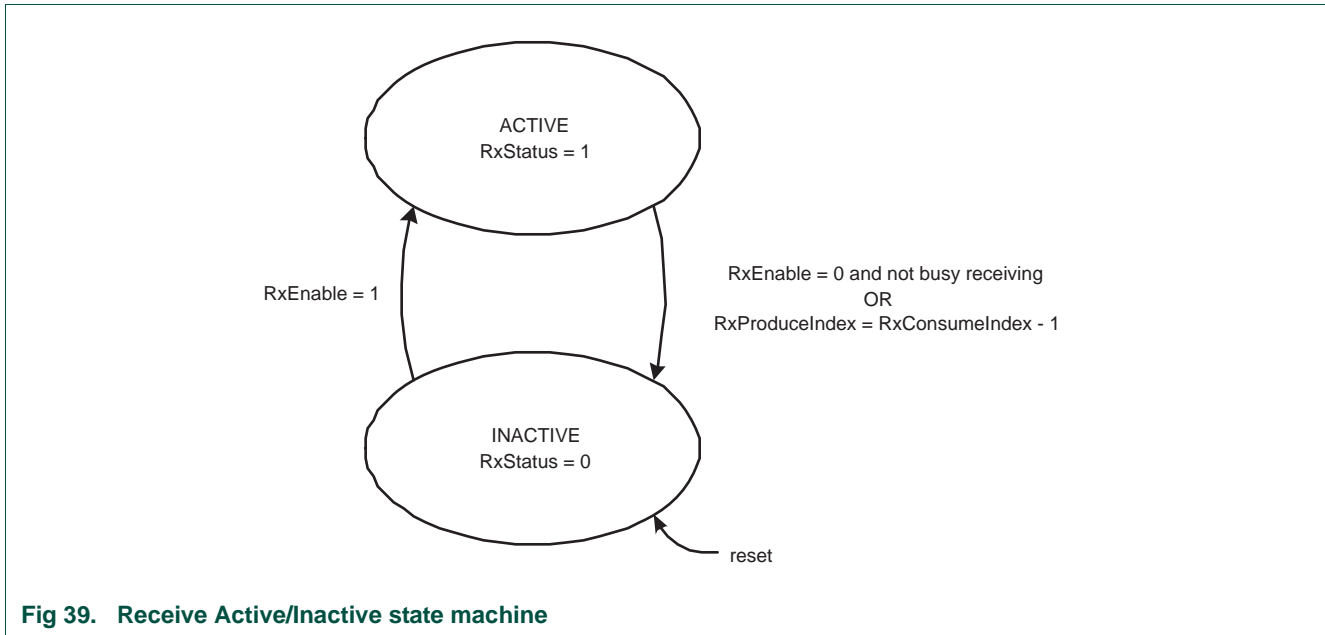 ACTIVE
RxStatus = 1
RxEnable = 1
RxEnable = 0 and not busy receiving
OR
RxProduceIndex = RxConsumeIndex - 1
INACTIVE
RxStatus = 0
reset
Fig 39. Receive Active/Inactive state machine